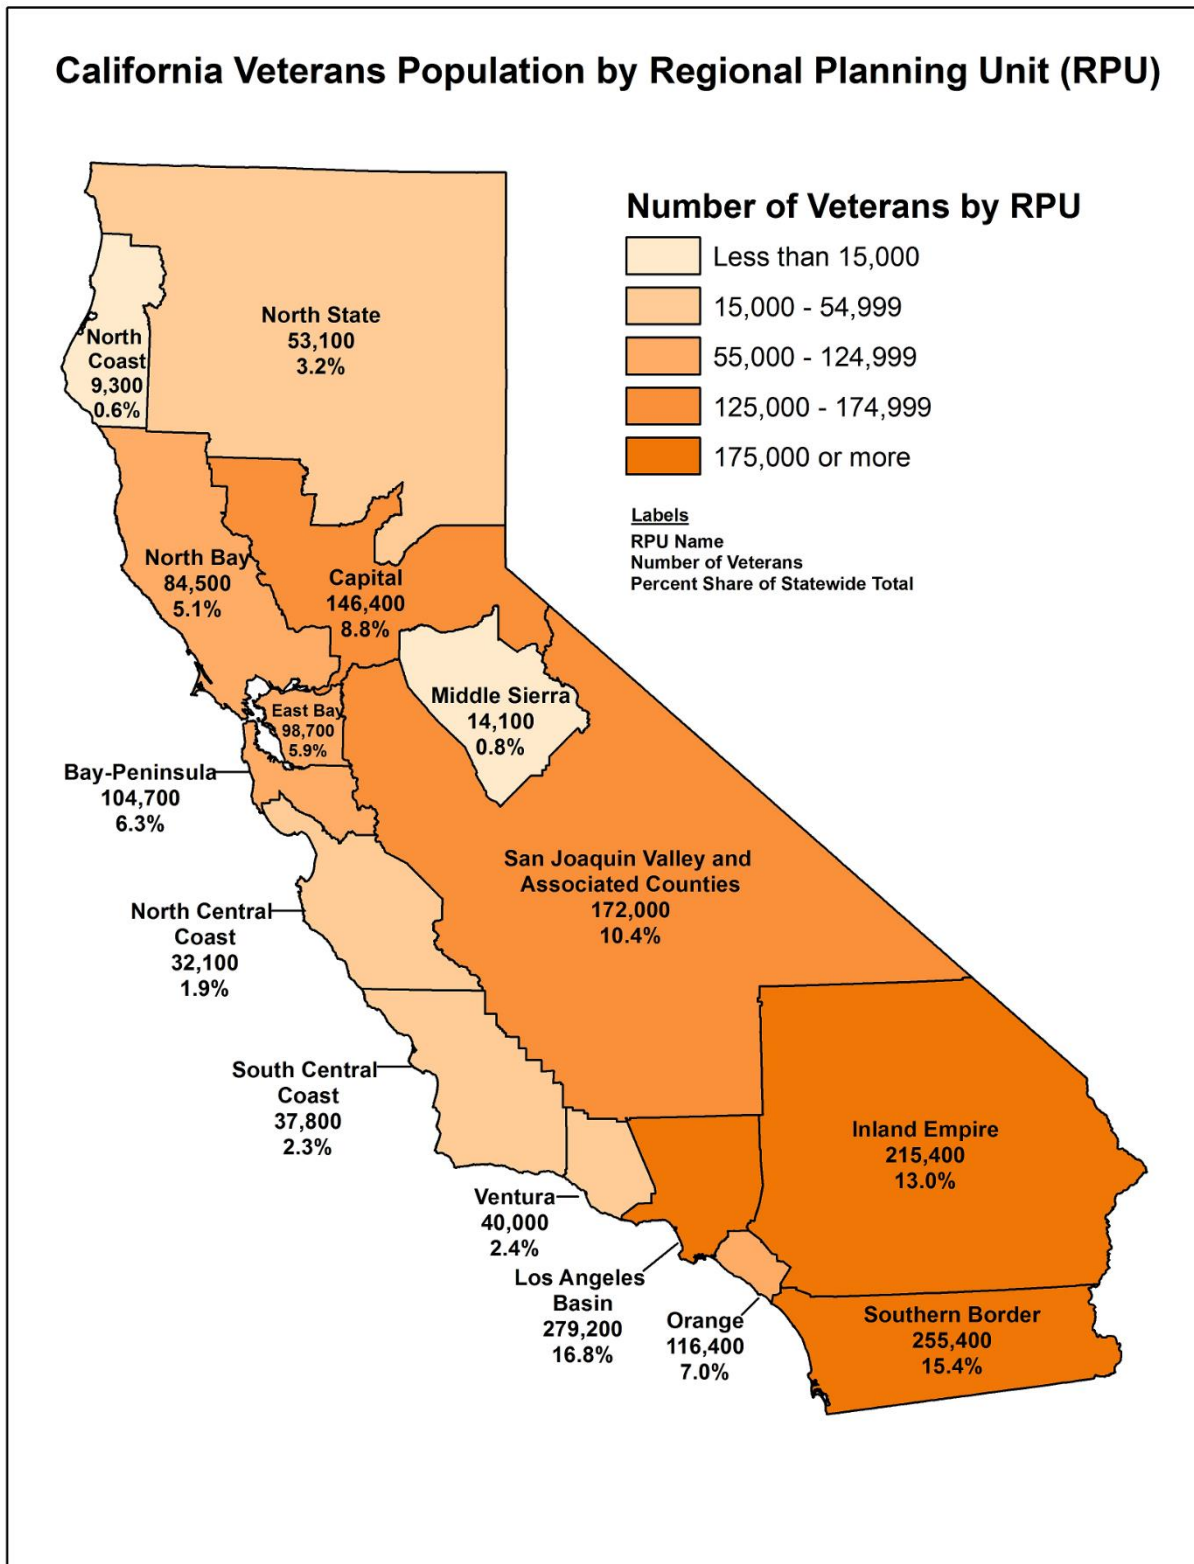 California Veterans Population by Regional Planning Unit (RPU)
Number of Veterans by RPU
Less than 15,000
15,000 - 54,999
55,000 - 124,999
125,000 - 174,999
175,000 or more
Labels
RPU Name
Number of Veterans
Percent Share of Statewide Total
North State
53,100
3.2%
North
Coast
9,300
0.6%
North Bay
84,500
5.1%
Capital
146,400
8.8%
Middle Sierra
14,100
0.8%
East Bay
98,700
5.9%
Bay-Peninsula
104,700
6.3%
San Joaquin Valley and
Associated Counties
172,000
10.4%
North Central
Coast
32,100
1.9%
South Central
Coast
37,800
2.3%
Inland Empire
215,400
13.0%
Ventura
40,000
2.4%
Los Angeles
Basin
279,200
16.8%
Orange
116,400
7.0%
Southern Border
255,400
15.4%